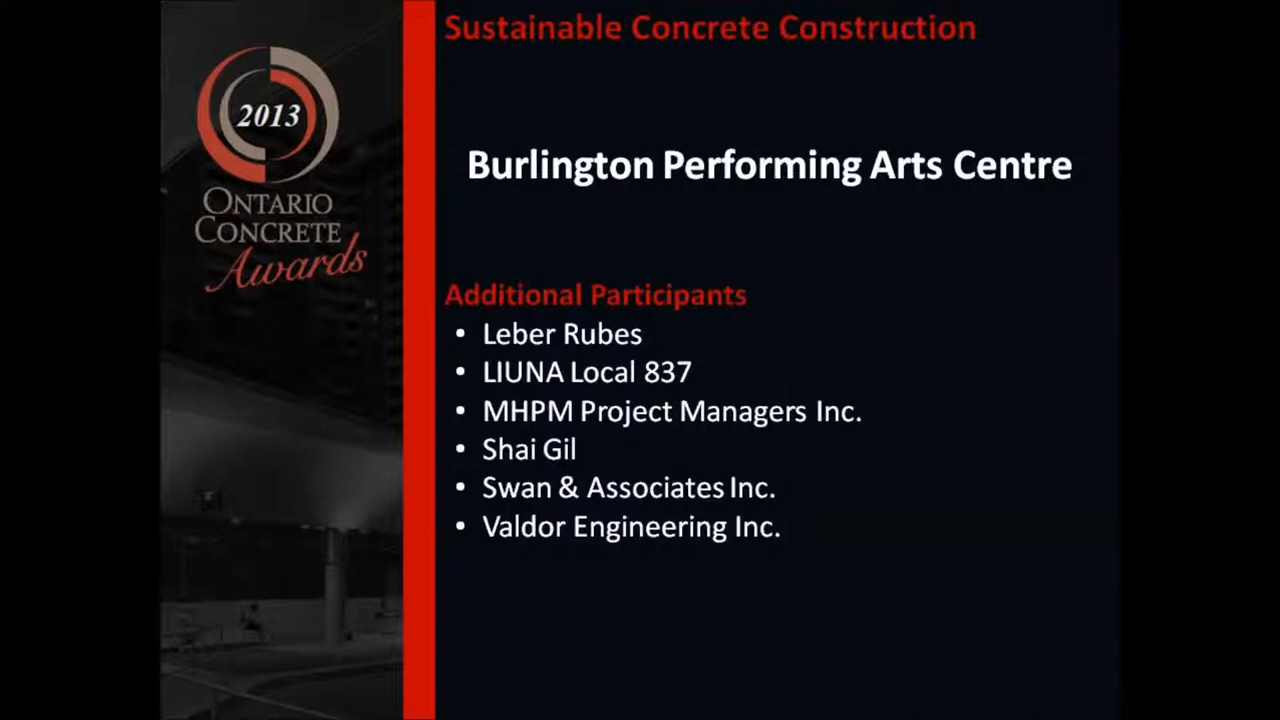 Sustainable Concrete Construction
2013
ONTARIO
CONCRETE
Awards
Burlington Performing Arts Centre
Additional Participants
• Leber Rubes
• LIUNA Local 837
• MHPM Project Managers Inc.
• Shai Gil
• Swan & Associates Inc.
• Valdor Engineering Inc.